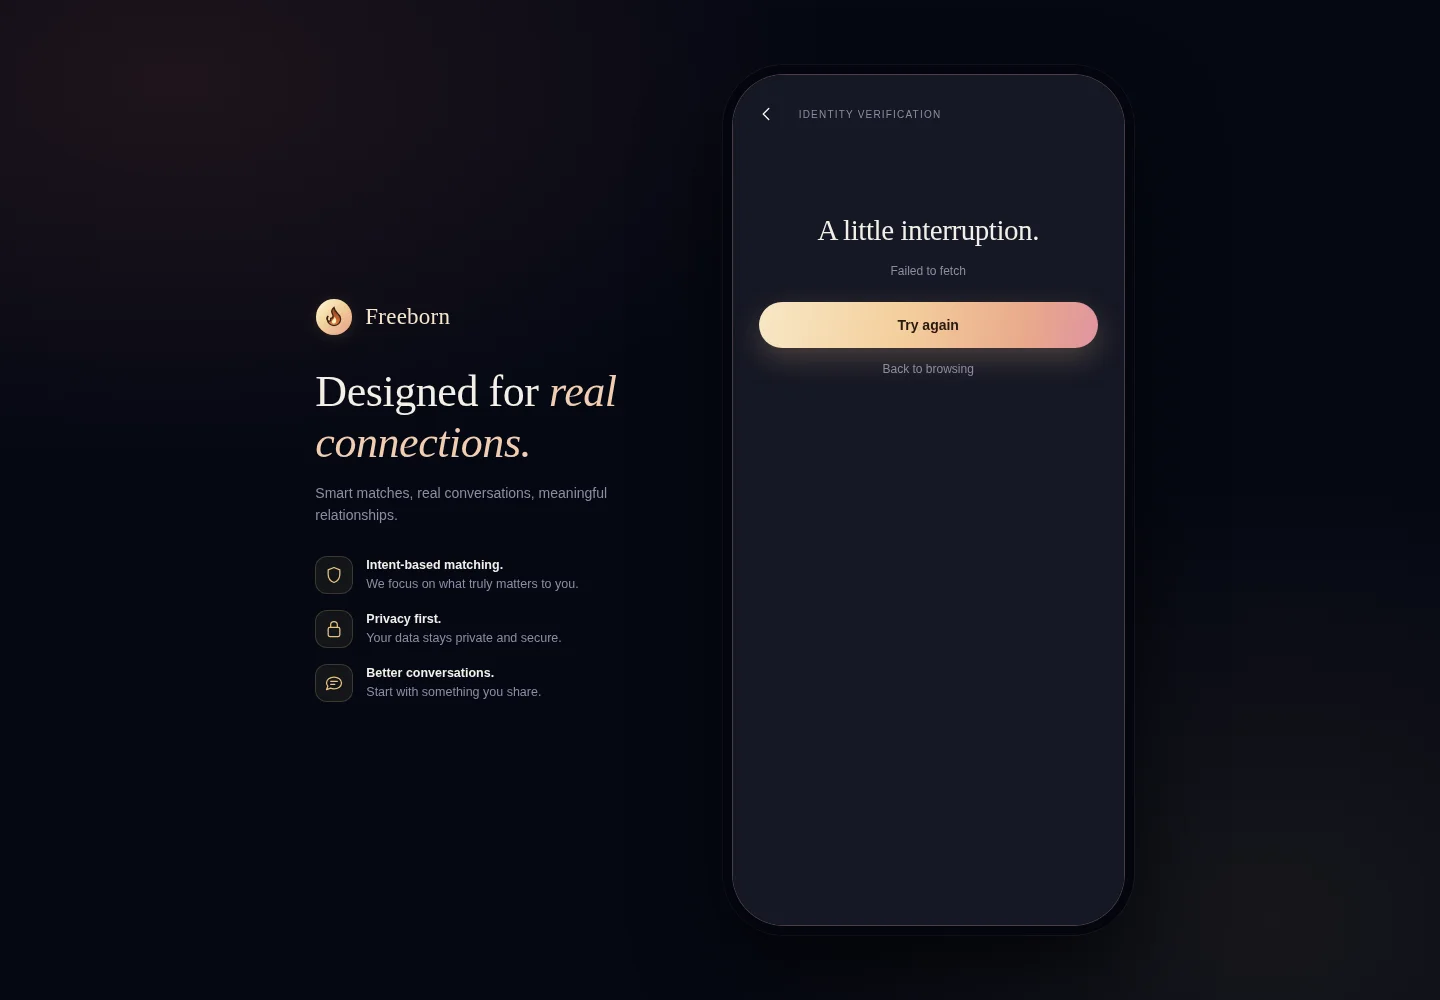 Freeborn
Designed for real
connections.
Smart matches, real conversations, meaningful
relationships.
Intent-based matching.
We focus on what truly matters to you.
Privacy first.
Your data stays private and secure.
Better conversations.
Start with something you share.
IDENTITY VERIFICATION
A little interruption.
Failed to fetch
Try again
Back to browsing